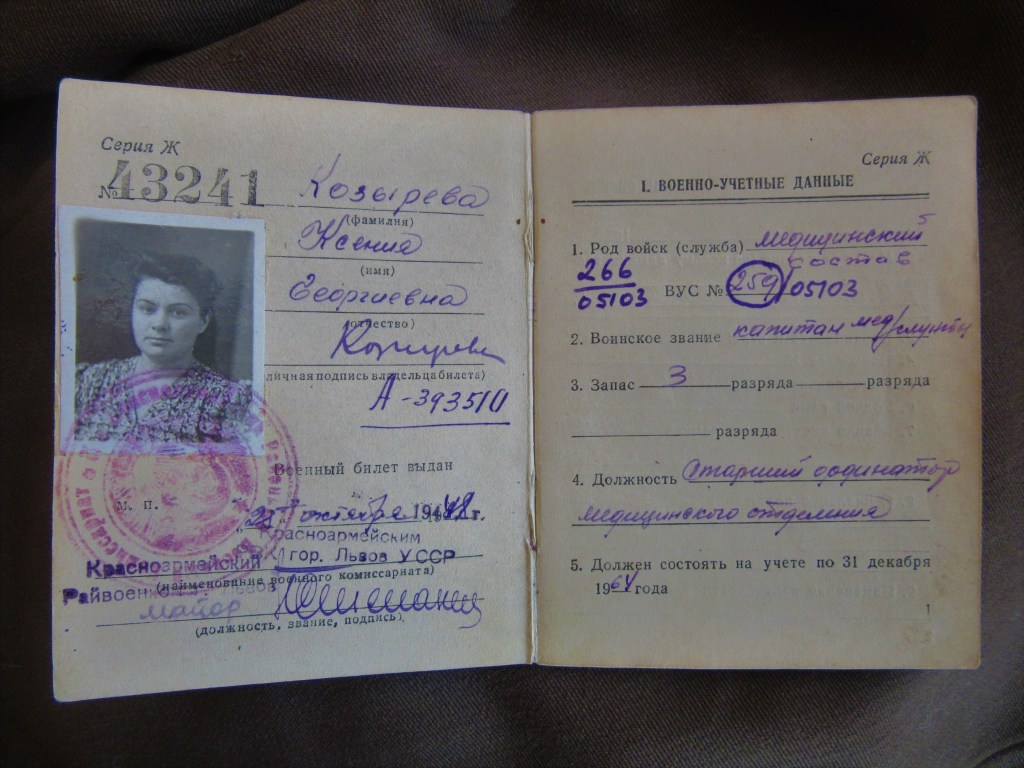 Серия Ж
№ 43241
Козырева
(фамилия)
Ксения
(имя)
Георгиевна
(отчество)
личная подпись владельца билета)
А-393510
Военный билет выдан
М. П.
октября 1948 г.
Красноармейским
гор. Львов УССР
Красноармейский
(наименование военного комиссариата)
Майор
(должность, звание, подпись)
Серия Ж
I. ВОЕННО-УЧЕТНЫЕ ДАННЫЕ
1. Род войск (служба) медицинский
состав
266
05103
ВУС № 259/05103
2. Воинское звание капитан мед/службы
3. Запас 3 разряда разряда
разряда
4. Должность Старший ординатор
медицинского отделения
5. Должен состоять на учете по 31 декабря
1964 года
1